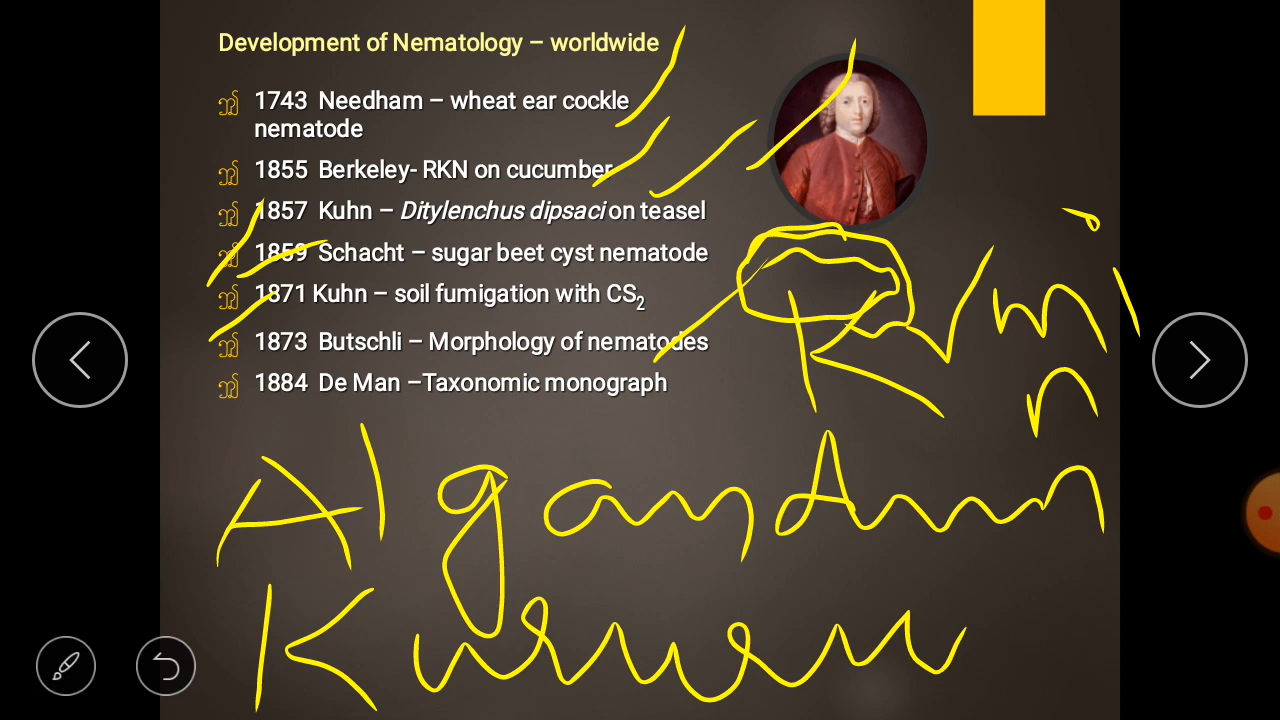 Development of Nematology – worldwide
1743 Needham – wheat ear cockle
nematode
1855 Berkeley- RKN on cucumber
1857 Kuhn – Ditylenchus dipsaci on teasel
1859 Schacht – sugar beet cyst nematode
1871 Kuhn – soil fumigation with CS₂
1873 Butschli – Morphology of nematodes
1884 De Man –Taxonomic monograph